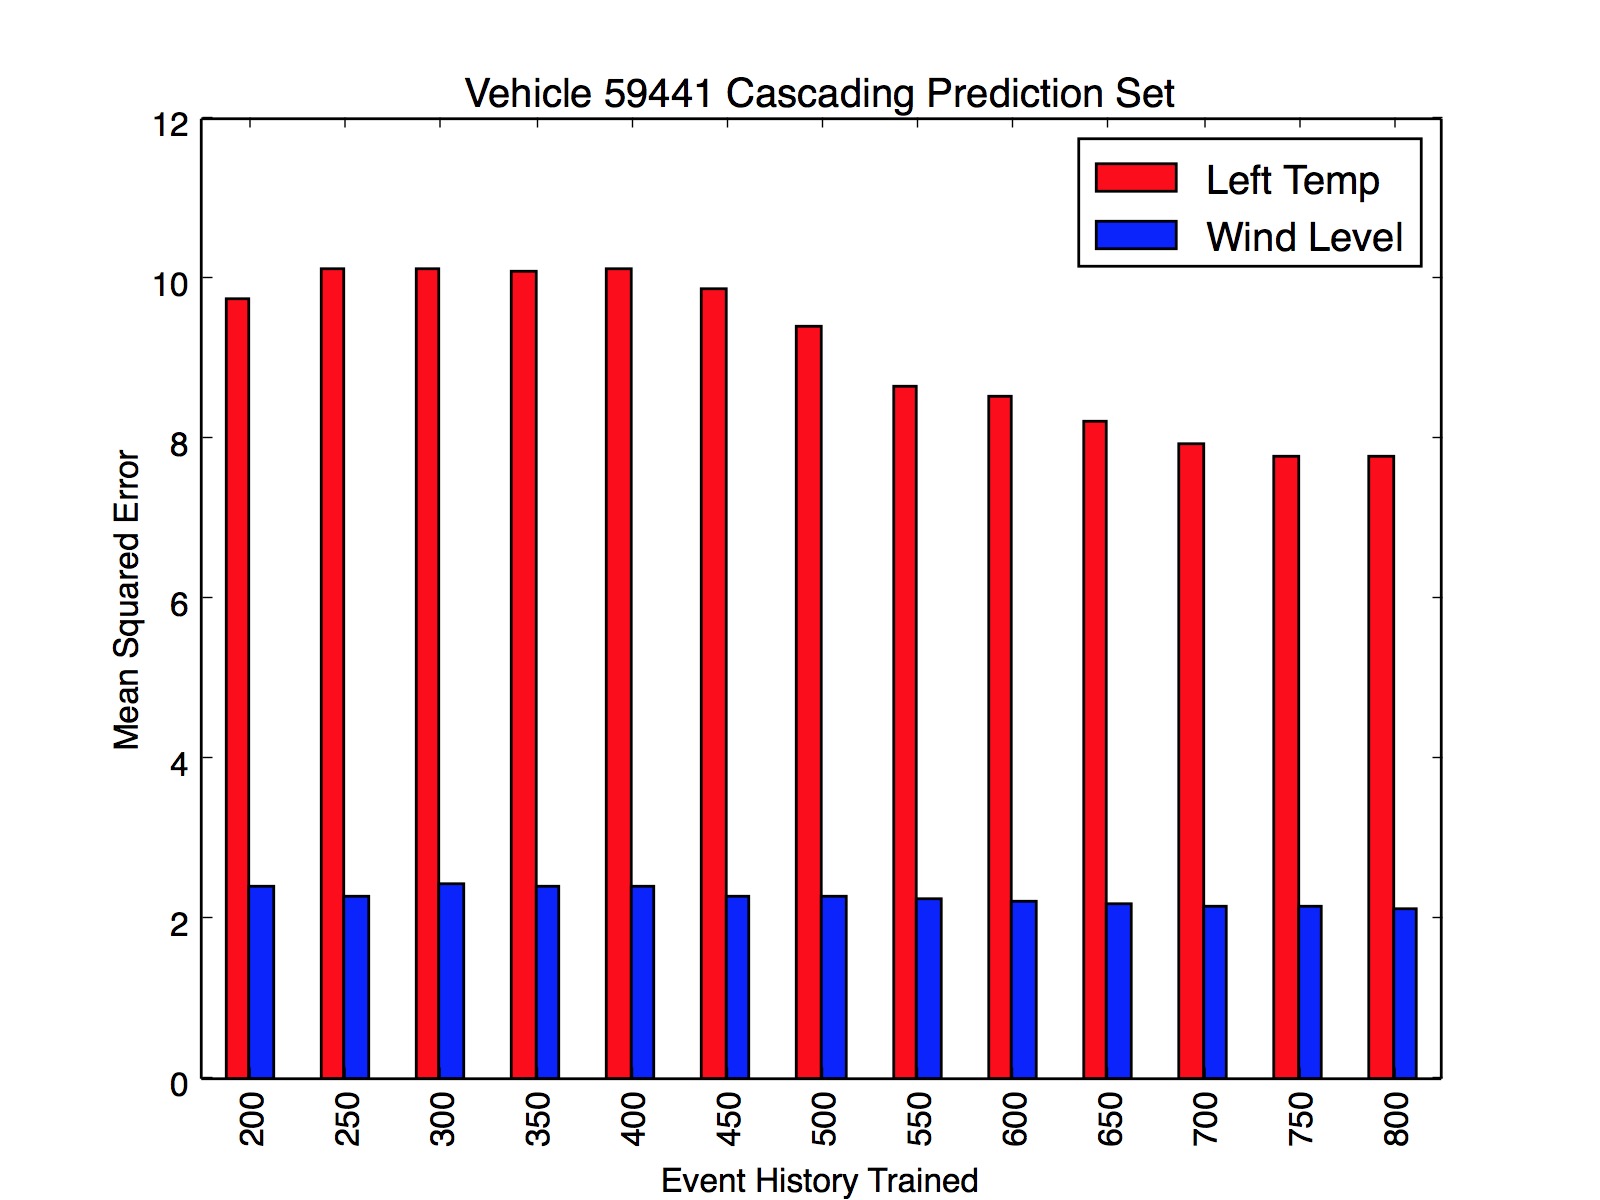 Vehicle 59441 Cascading Prediction Set
Left Temp
Wind Level
12
10
8
6
4
2
0
Mean Squared Error
200 250 300 350 400 450 500 550 600 650 700 750 800
Event History Trained